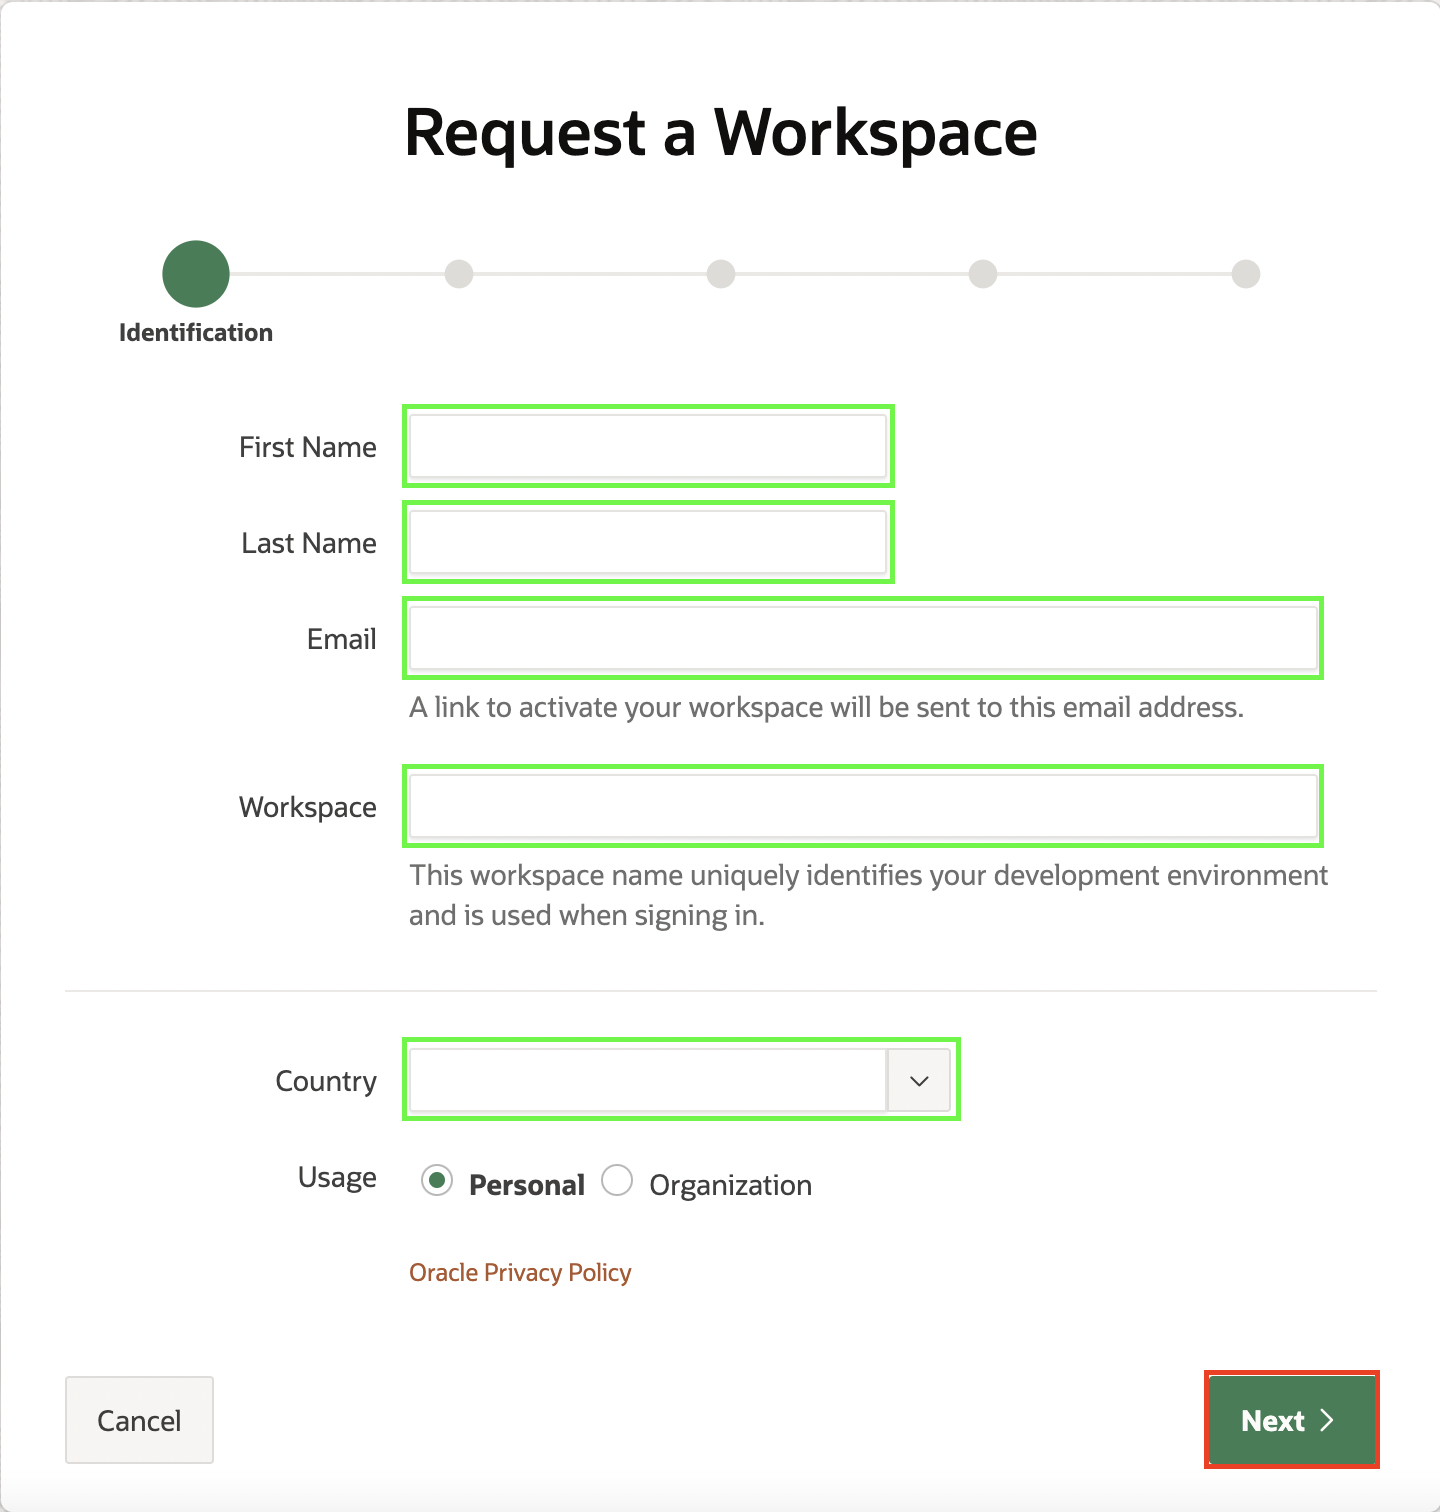 Request a Workspace
Identification
First Name
Last Name
Email
A link to activate your workspace will be sent to this email address.
Workspace
This workspace name uniquely identifies your development environment
and is used when signing in.
Country
Usage Personal Organization
Oracle Privacy Policy
Cancel Next